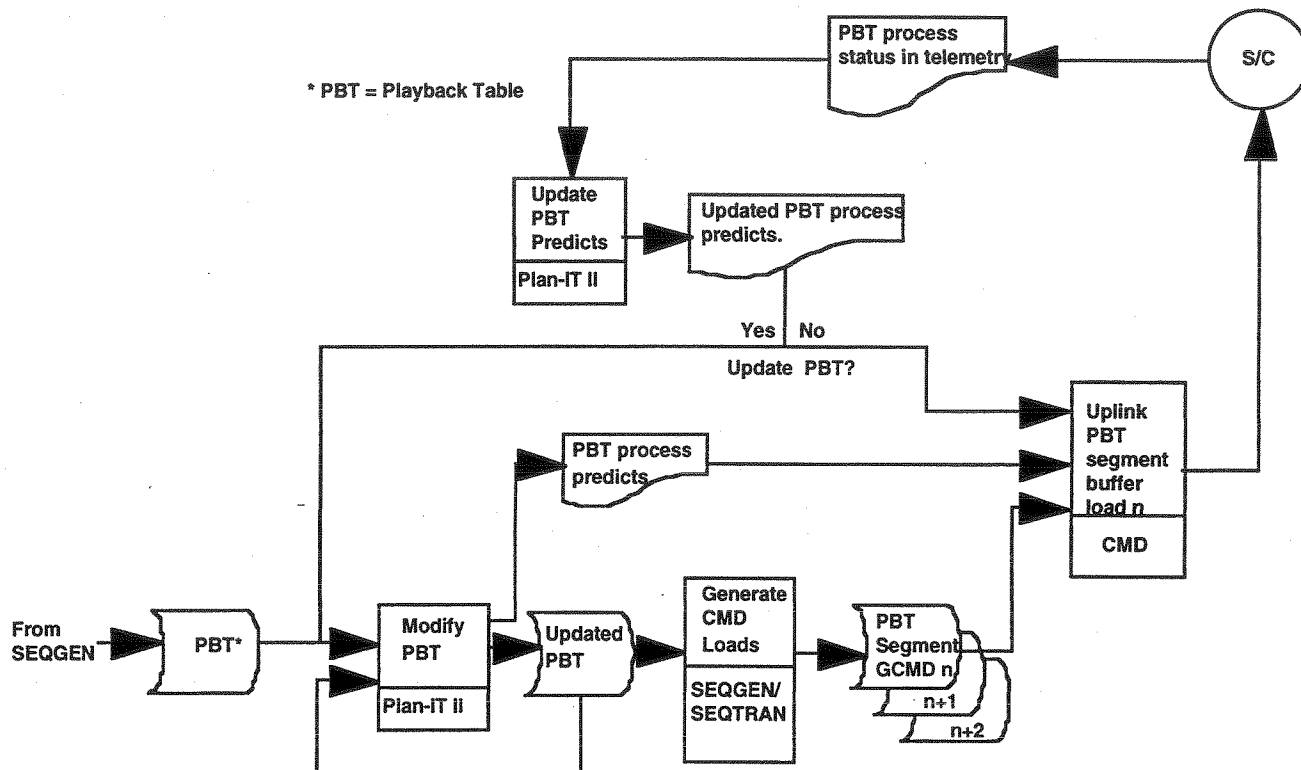 PBT process
status in telemetry
S/C
* PBT = Playback Table
Update
PBT
Predicts
Plan-IT II
Updated PBT process
predicts.
Yes No
Update PBT?
Uplink
PBT
segment
buffer
load n
CMD
PBT process
predicts
From
SEQGEN
PBT*
Modify
PBT
Plan-IT II
Updated
PBT
Generate
CMD
Loads
SEQGEN/
SEQTRAN
PBT
Segment
GCMD n
n+1
n+2